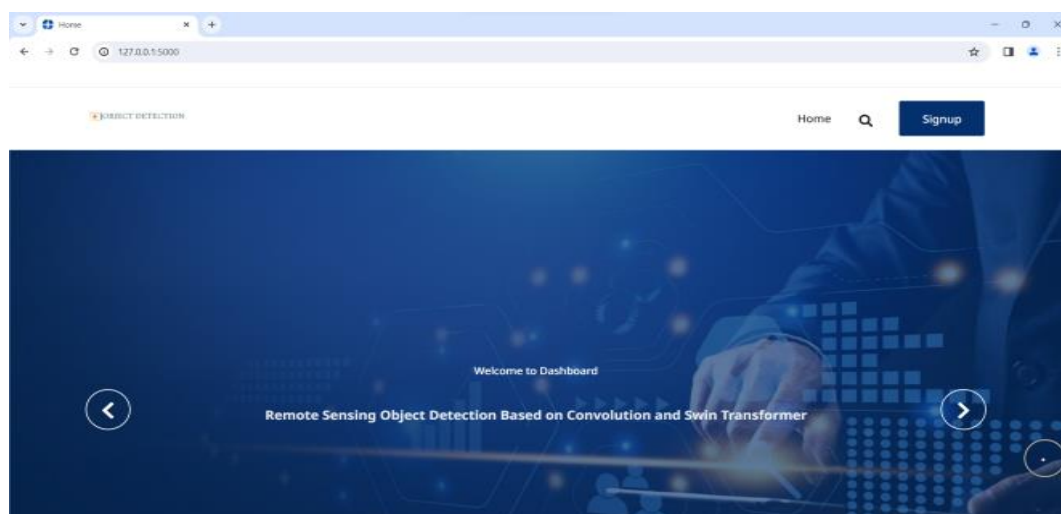 Home
127.0.0.1:5000
OBJECT DETECTION
Home
Signup
Welcome to Dashboard
Remote Sensing Object Detection Based on Convolution and Swin Transformer